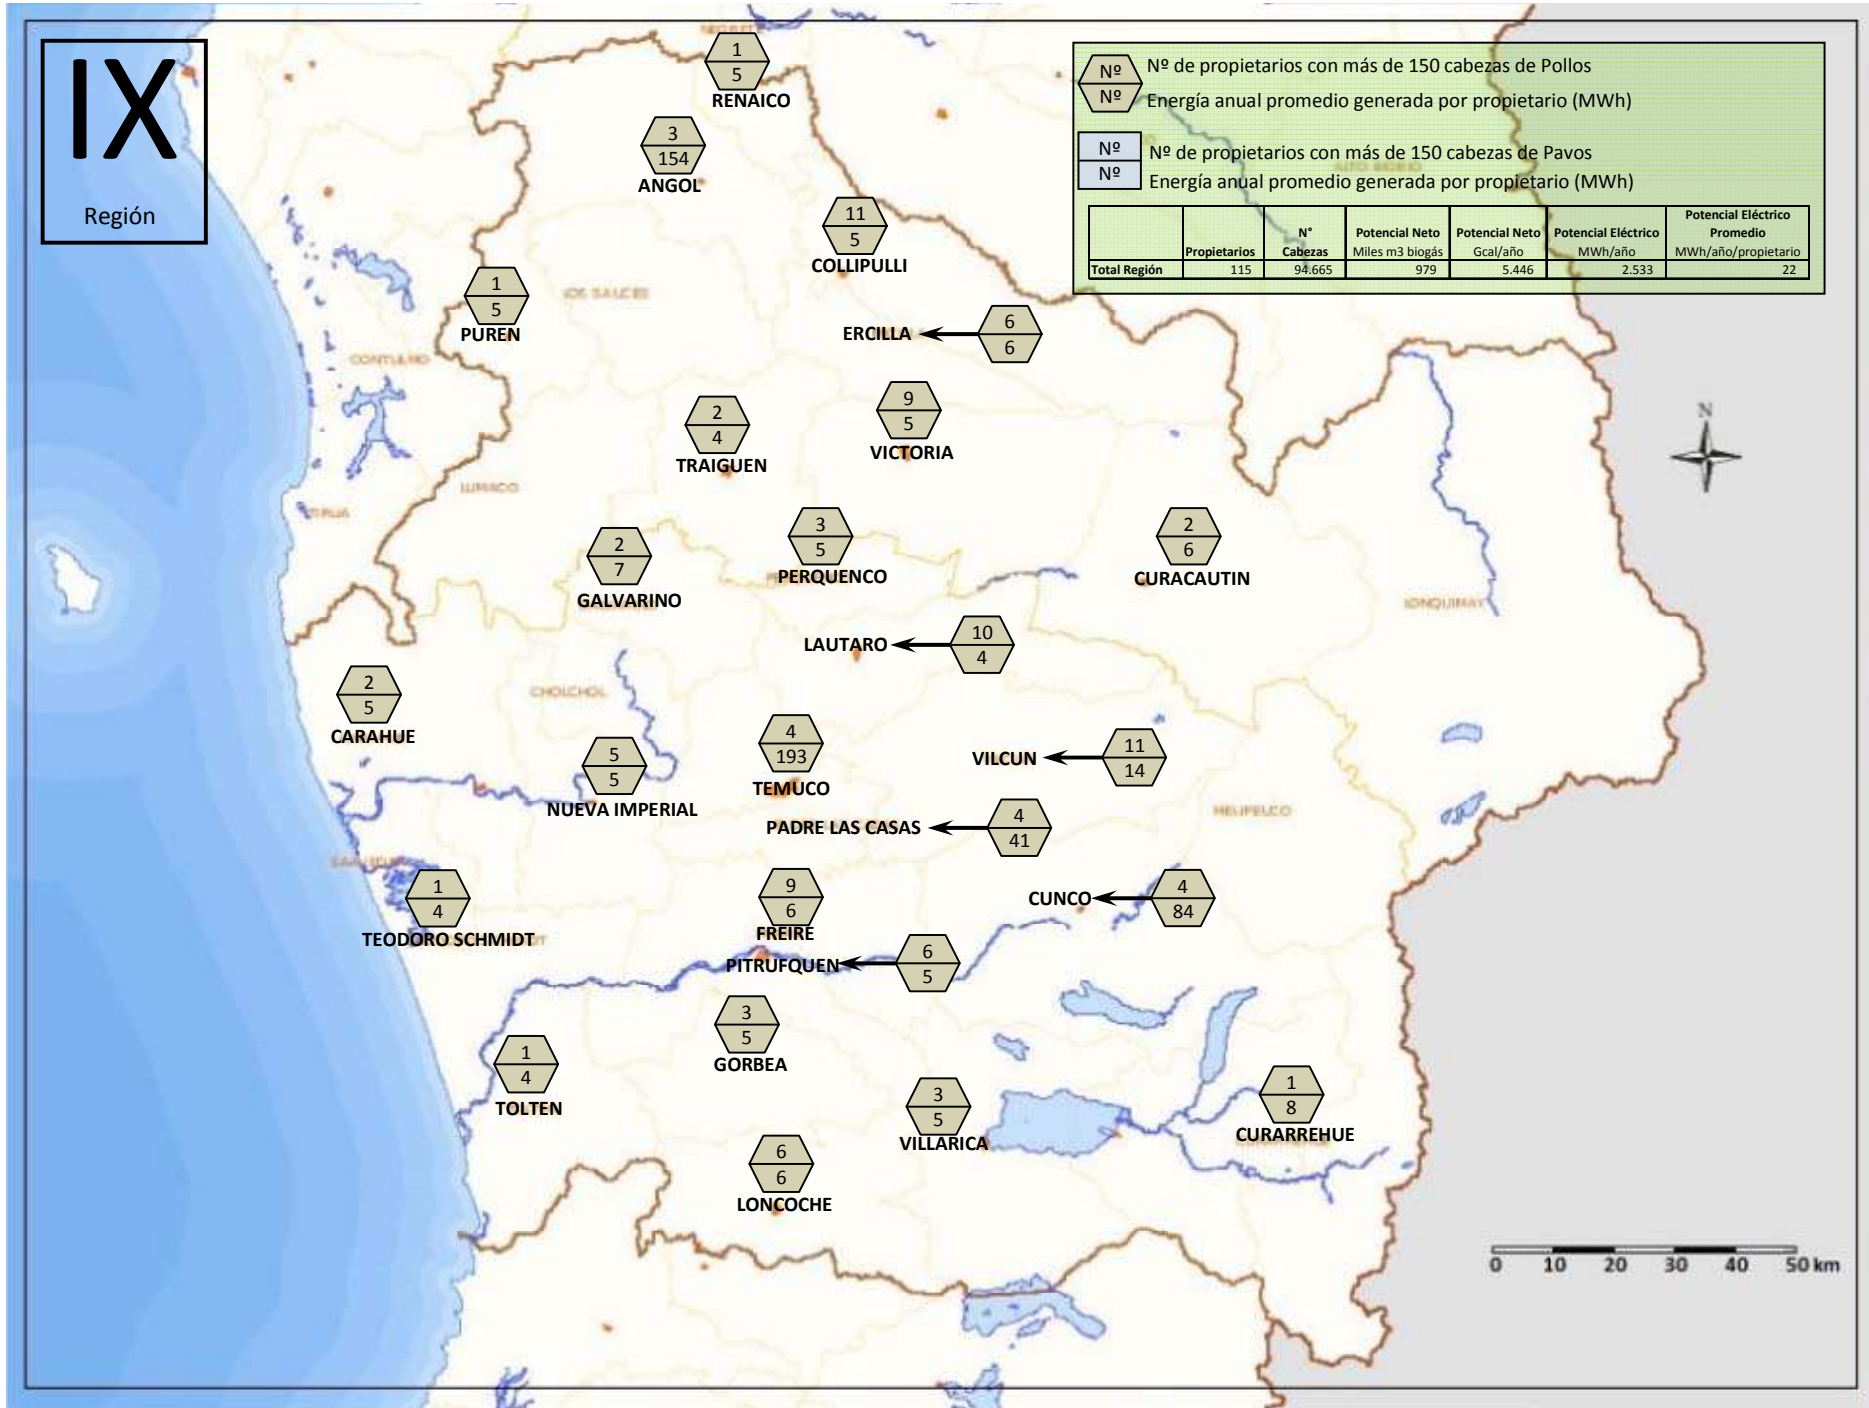 IX
Región
Nº
Nº
Nº de propietarios con más de 150 cabezas de Pollos
Energía anual promedio generada por propietario (MWh)
Nº
Nº
Nº de propietarios con más de 150 cabezas de Pavos
Energía anual promedio generada por propietario (MWh)
Propietarios N° Cabezas Potencial Neto Miles m3 biogás Potencial Neto Gcal/año Potencial Eléctrico MWh/año Potencial Eléctrico Promedio MWh/año/propietario
Total Región 115 94.665 979 5.446 2.533 22
1
5
RENAICO
3
154
ANGOL
11
5
COLLIPULLI
1
5
PUREN
LOS SAUCES
CONTULMO
ERCILLA
6
6
2
4
TRAIGUEN
9
5
VICTORIA
N
LUMACO
TIRUA
2
7
GALVARINO
3
5
PERQUENCO
2
6
CURACAUTIN
LONQUIMAY
LAUTARO
10
4
2
5
CARAHUE
CHOLCHOL
5
5
NUEVA IMPERIAL
4
193
TEMUCO
VILCUN
11
14
MELIPEUCO
PADRE LAS CASAS
4
41
1
4
TEODORO SCHMIDT
9
6
FREIRE
CUNCO
4
84
PITRUFQUEN
6
5
3
5
GORBEA
1
4
TOLTEN
3
5
VILLARICA
1
8
CURARREHUE
6
6
LONCOCHE
0 10 20 30 40 50 km